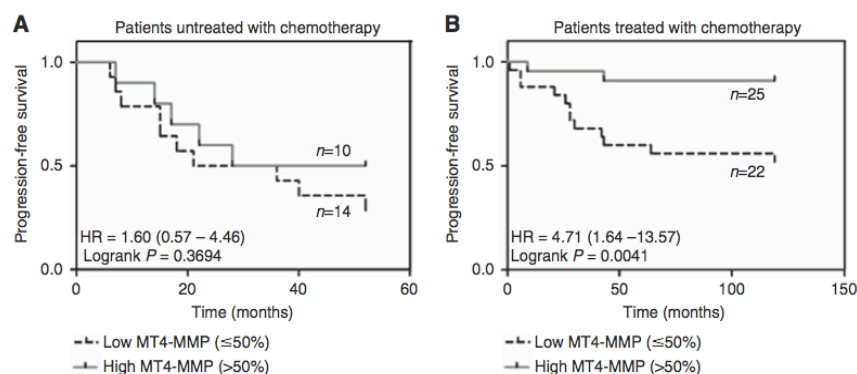 A
Patients untreated with chemotherapy
Progression-free survival
1.0
0.5
0.0
n=10
n=14
HR = 1.60 (0.57 – 4.46)
Logrank P = 0.3694
0 20 40 60
Time (months)
Low MT4-MMP (≤50%)
High MT4-MMP (>50%)
B
Patients treated with chemotherapy
Progression-free survival
1.0
0.5
0.0
n=25
n=22
HR = 4.71 (1.64 –13.57)
Logrank P = 0.0041
0 50 100 150
Time (months)
Low MT4-MMP (≤50%)
High MT4-MMP (>50%)